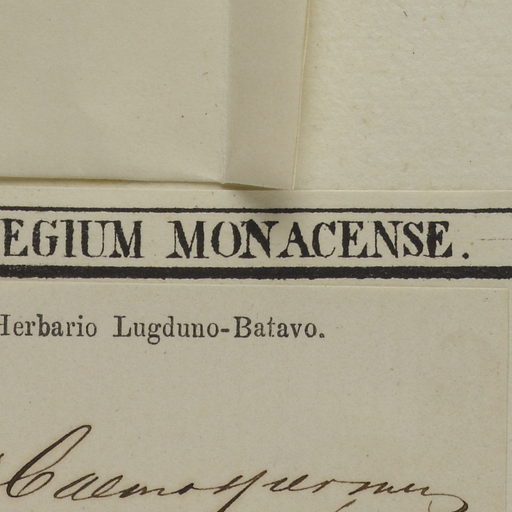 EGIUM MONACENSE.
Herbario Lugduno-Batavo.